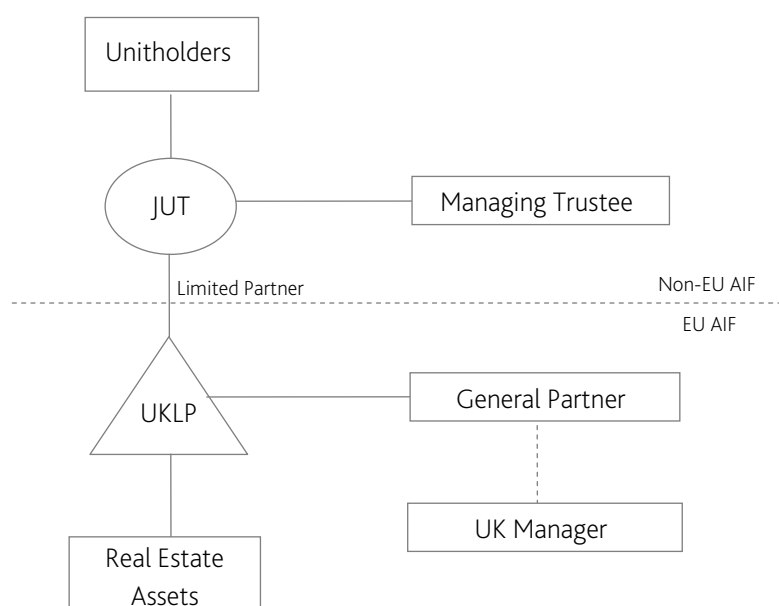 Unitholders
JUT
Managing Trustee
Limited Partner
Non-EU AIF
EU AIF
UKLP
General Partner
UK Manager
Real Estate
Assets